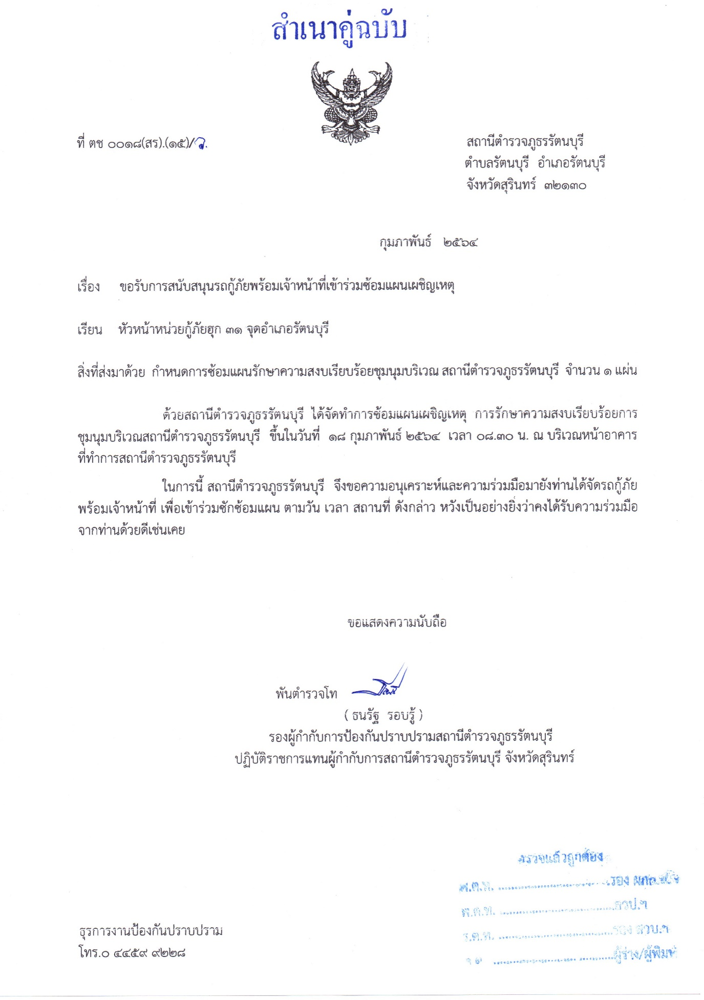 สำเนาคู่ฉบับ
ที่ ตช ๐๐๑๘(สร).(๑๕)/ว.
สถานีตำรวจภูธรรัตนบุรี
ตำบลรัตนบุรี อำเภอรัตนบุรี
จังหวัดสุรินทร์ ๓๒๑๓๐
กุมภาพันธ์ ๒๕๖๔
เรื่อง ขอรับการสนับสนุนรถกู้ภัยพร้อมเจ้าหน้าที่เข้าร่วมซ้อมแผนเผชิญเหตุ
เรียน หัวหน้าหน่วยกู้ภัยฮุก ๓๑ จุดอำเภอรัตนบุรี
สิ่งที่ส่งมาด้วย กำหนดการซ้อมแผนรักษาความสงบเรียบร้อยชุมนุมบริเวณ สถานีตำรวจภูธรรัตนบุรี จำนวน ๑ แผ่น
ด้วยสถานีตำรวจภูธรรัตนบุรี ได้จัดทำการซ้อมแผนเผชิญเหตุ การรักษาความสงบเรียบร้อยการ
ชุมนุมบริเวณสถานีตำรวจภูธรรัตนบุรี ขึ้นในวันที่ ๑๘ กุมภาพันธ์ ๒๕๖๔ เวลา ๐๘.๓๐ น. ณ บริเวณหน้าอาคาร
ที่ทำการสถานีตำรวจภูธรรัตนบุรี
ในการนี้ สถานีตำรวจภูธรรัตนบุรี จึงขอความอนุเคราะห์และความร่วมมือมายังท่านได้จัดรถกู้ภัย
พร้อมเจ้าหน้าที่ เพื่อเข้าร่วมซักซ้อมแผน ตามวัน เวลา สถานที่ ดังกล่าว หวังเป็นอย่างยิ่งว่าคงได้รับความร่วมมือ
จากท่านด้วยดีเช่นเคย
ขอแสดงความนับถือ
พันตำรวจโท
( ธนรัฐ รอบรู้ )
รองผู้กำกับการป้องกันปราบปรามสถานีตำรวจภูธรรัตนบุรี
ปฏิบัติราชการแทนผู้กำกับการสถานีตำรวจภูธรรัตนบุรี จังหวัดสุรินทร์
ตรวจแล้วถูกต้อง
พ.ต.ท. ....................รอง ผกก.
พ.ต.ท. ....................สวป.ฯ
ร.ต.ท. ....................รอง สวป.ฯ
....................ผู้ร่าง/ผู้พิมพ์
ธุรการงานป้องกันปราบปราม
โทร.๐ ๔๔๕๙ ๙๒๒๘